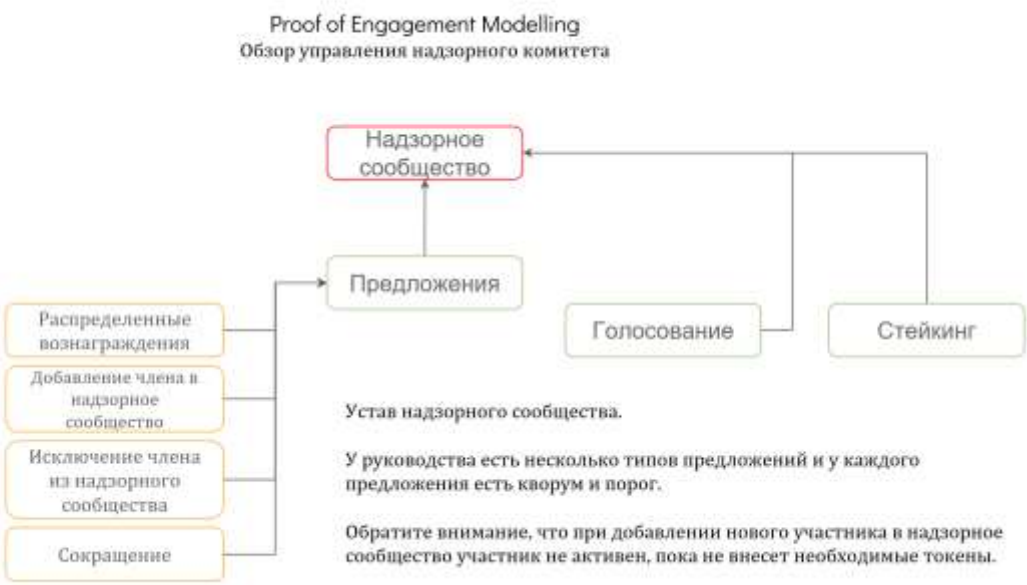 Proof of Engagement Modelling
Обзор управления надзорного комитета
Надзорное
сообщество
Предложения
Голосование
Стейкинг
Распределенные
вознаграждения
Добавление члена в
надзорное
сообщество
Исключение члена
из надзорного
сообщества
Сокращение
Устав надзорного сообщества.
У руководства есть несколько типов предложений и у каждого
предложения есть кворум и порог.
Обратите внимание, что при добавлении нового участника в надзорное
сообщество участник не активен, пока не внесет необходимые токены.